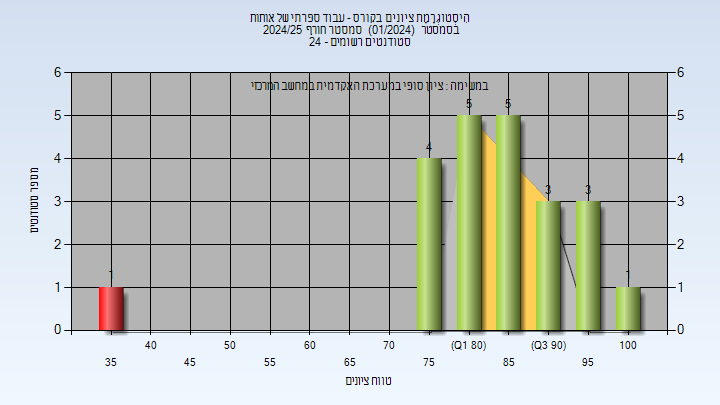 היסטוגרמת ציונים בקורס - עבוד ספרתי של אותות
בסמסטר (01/2024) סמסטר חורף 2024/25
סטודנטים רשומים - 24
במשימה : ציון סופי במערכת האקדמית במחשב המרכזי
מספר סטודנטים
6 6
5 5
4 4
3 3
2 2
1 1
0 0
1 4 5 5 3 3 1
40 50 60 70 (Q1 80) (Q3 90) 100
35 45 55 65 75 85 95
טווח ציונים